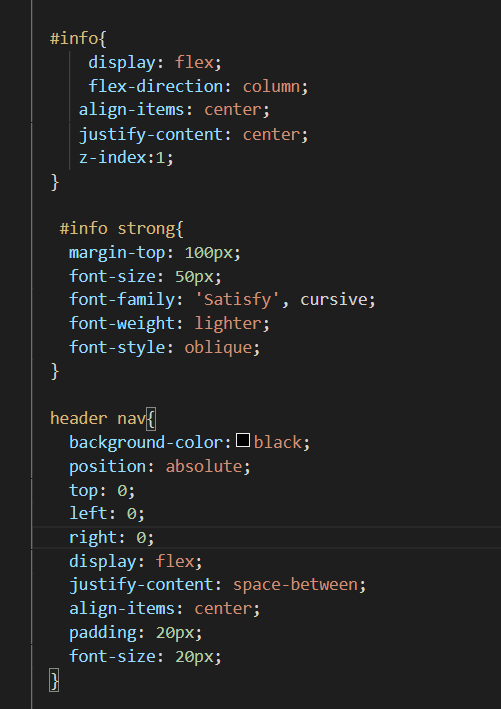 #info{
display: flex;
flex-direction: column;
align-items: center;
justify-content: center;
z-index:1;
}
#info strong{
margin-top: 100px;
font-size: 50px;
font-family: 'Satisfy', cursive;
font-weight: lighter;
font-style: oblique;
}
header nav{
background-color: black;
position: absolute;
top: 0;
left: 0;
right: 0;
display: flex;
justify-content: space-between;
align-items: center;
padding: 20px;
font-size: 20px;
}